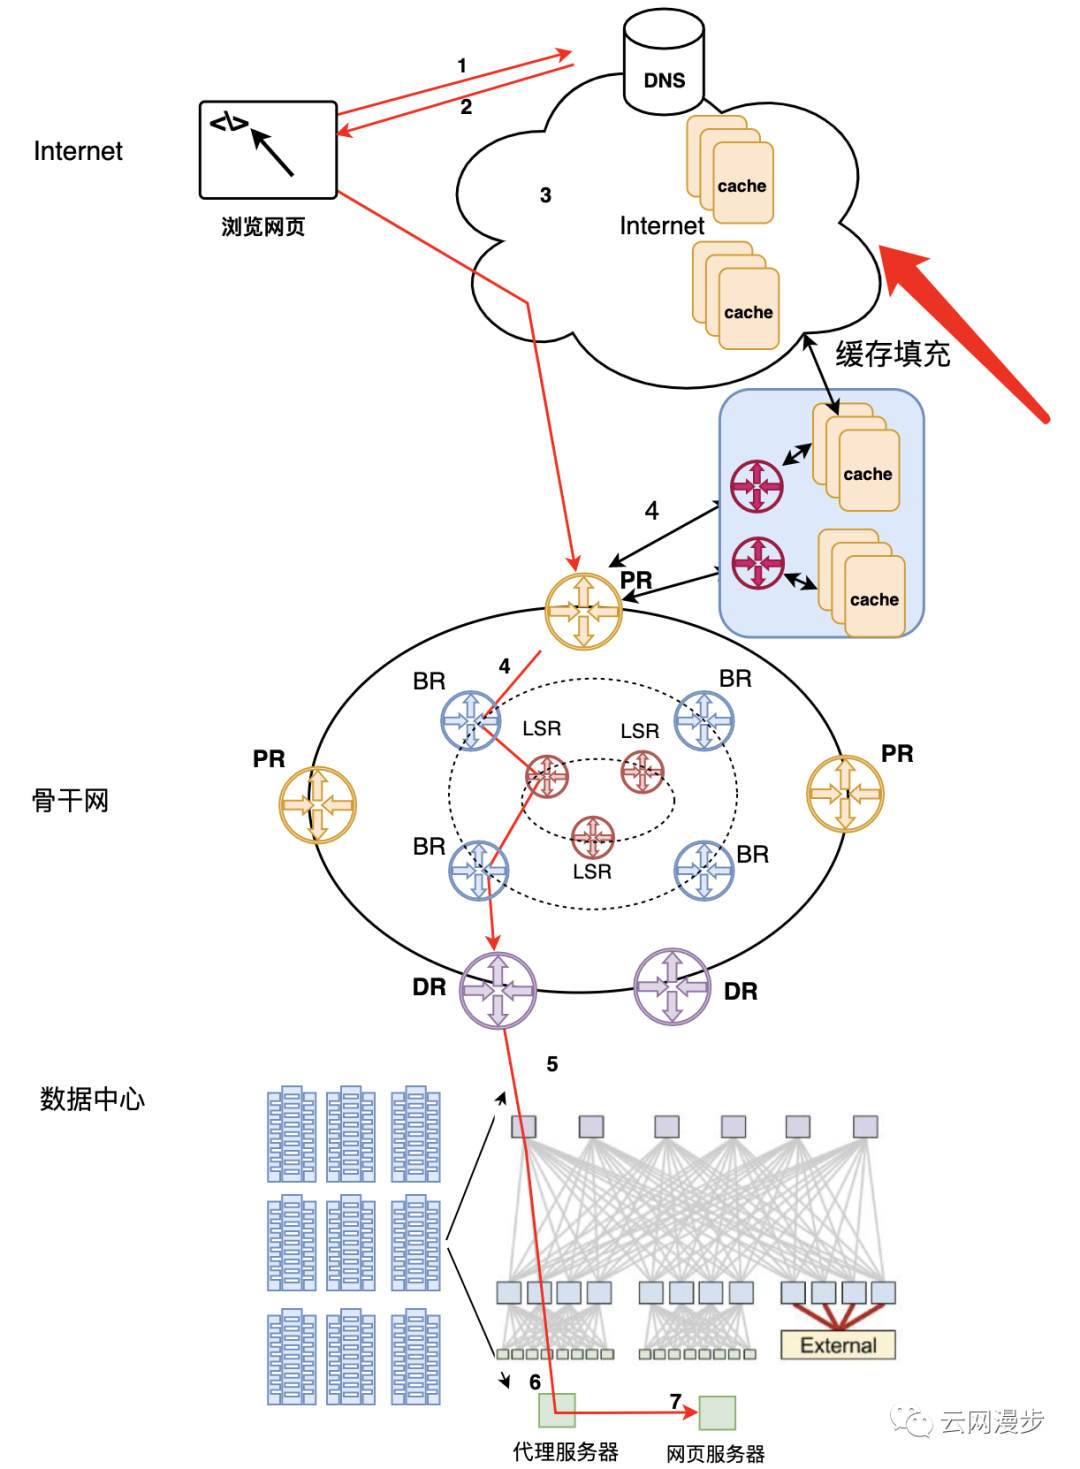 DNS
1
2
<\>
Internet
浏览网页
3
cache
Internet
cache
缓存填充
cache
4
PR
cache
4
BR
BR
LSR
LSR
PR
PR
骨干网
BR
BR
LSR
DR
DR
5
数据中心
External
6
7
代理服务器
网页服务器
云网漫步